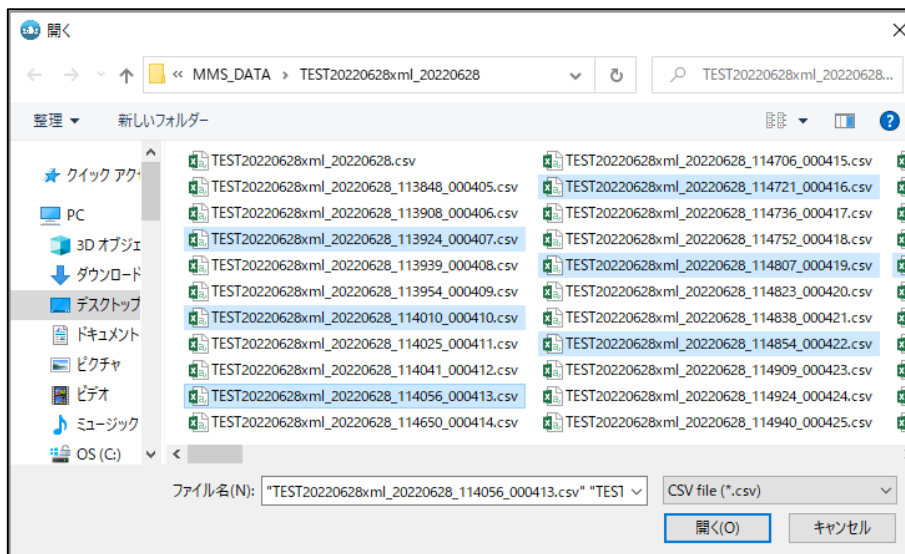 開く
« MMS_DATA › TEST20220628xml_20220628
TEST20220628xml_20220628...
整理
新しいフォルダー
クイック アクセ
PC
3D オブジェ
ダウンロード
デスクトップ
ドキュメント
ピクチャ
ビデオ
ミュージック
OS (C:)
TEST20220628xml_20220628.csv
TEST20220628xml_20220628_113848_000405.csv
TEST20220628xml_20220628_113908_000406.csv
TEST20220628xml_20220628_113924_000407.csv
TEST20220628xml_20220628_113939_000408.csv
TEST20220628xml_20220628_113954_000409.csv
TEST20220628xml_20220628_114010_000410.csv
TEST20220628xml_20220628_114025_000411.csv
TEST20220628xml_20220628_114041_000412.csv
TEST20220628xml_20220628_114056_000413.csv
TEST20220628xml_20220628_114650_000414.csv
TEST20220628xml_20220628_114706_000415.csv
TEST20220628xml_20220628_114721_000416.csv
TEST20220628xml_20220628_114736_000417.csv
TEST20220628xml_20220628_114752_000418.csv
TEST20220628xml_20220628_114807_000419.csv
TEST20220628xml_20220628_114823_000420.csv
TEST20220628xml_20220628_114838_000421.csv
TEST20220628xml_20220628_114854_000422.csv
TEST20220628xml_20220628_114909_000423.csv
TEST20220628xml_20220628_114924_000424.csv
TEST20220628xml_20220628_114940_000425.csv
ファイル名(N):
"TEST20220628xml_20220628_114056_000413.csv" "TEST
CSV file (*.csv)
開く(O)
キャンセル